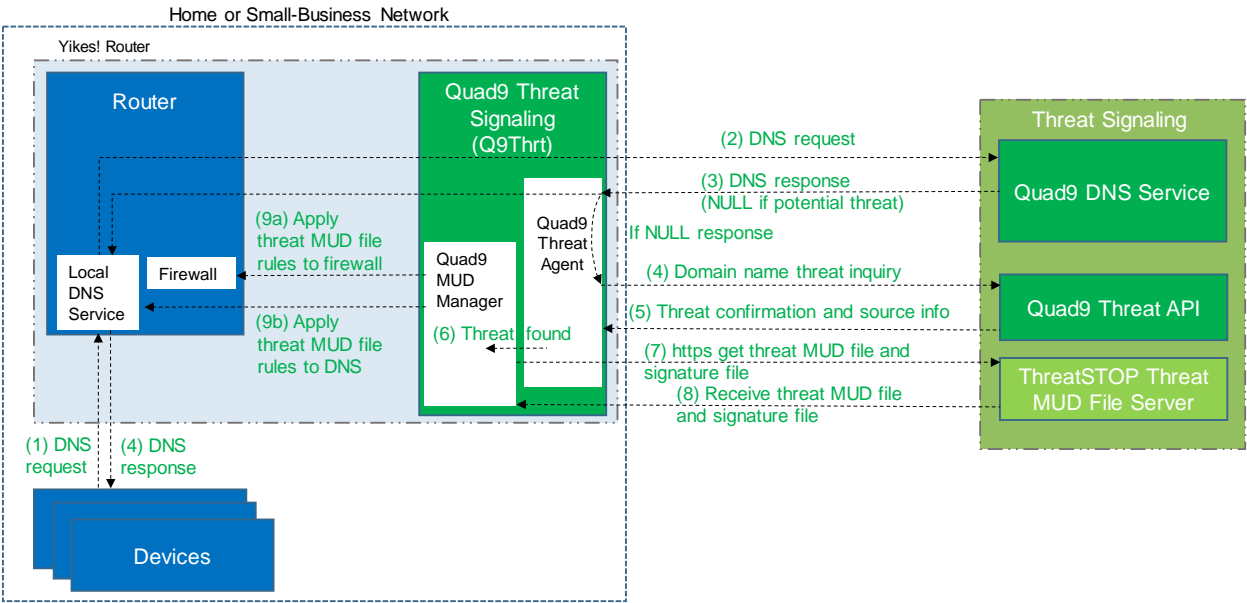 Home or Small-Business Network
Yikes! Router
Router
Quad9 Threat
Signaling
(Q9Thrt)
Threat Signaling
(2) DNS request
Quad9 DNS Service
(3) DNS response
(NULL if potential threat)
If NULL response
Quad9
Threat
Agent
(9a) Apply
threat MUD file
rules to firewall
Local
DNS
Service
Firewall
Quad9
MUD
Manager
(4) Domain name threat inquiry
Quad9 Threat API
(5) Threat confirmation and source info
(9b) Apply
threat MUD file
rules to DNS
(6) Threat found
(7) https get threat MUD file and
signature file
ThreatSTOP Threat
MUD File Server
(8) Receive threat MUD file
and signature file
(1) DNS
request
(4) DNS
response
Devices